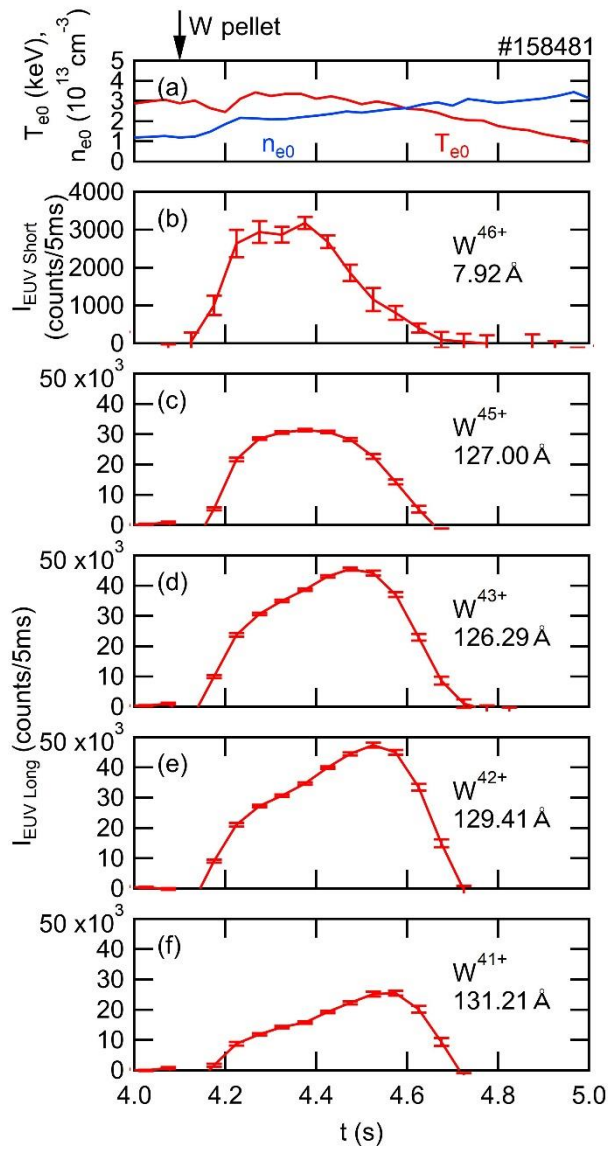 W pellet
#158481
T_e0 (keV),
n_e0 (10^13 cm^-3)
5
4
3
2
1
0
(a)
n_e0
T_e0
I_EUV Short
(counts/5ms)
4000
3000
2000
1000
0
(b)
W^46+
7.92 Å
I_EUV Long (counts/5ms)
50 x10^3
40
30
20
10
0
(c)
W^45+
127.00 Å
50 x10^3
40
30
20
10
0
(d)
W^43+
126.29 Å
50 x10^3
40
30
20
10
0
(e)
W^42+
129.41 Å
50 x10^3
40
30
20
10
0
(f)
W^41+
131.21 Å
4.0 4.2 4.4 4.6 4.8 5.0
t (s)